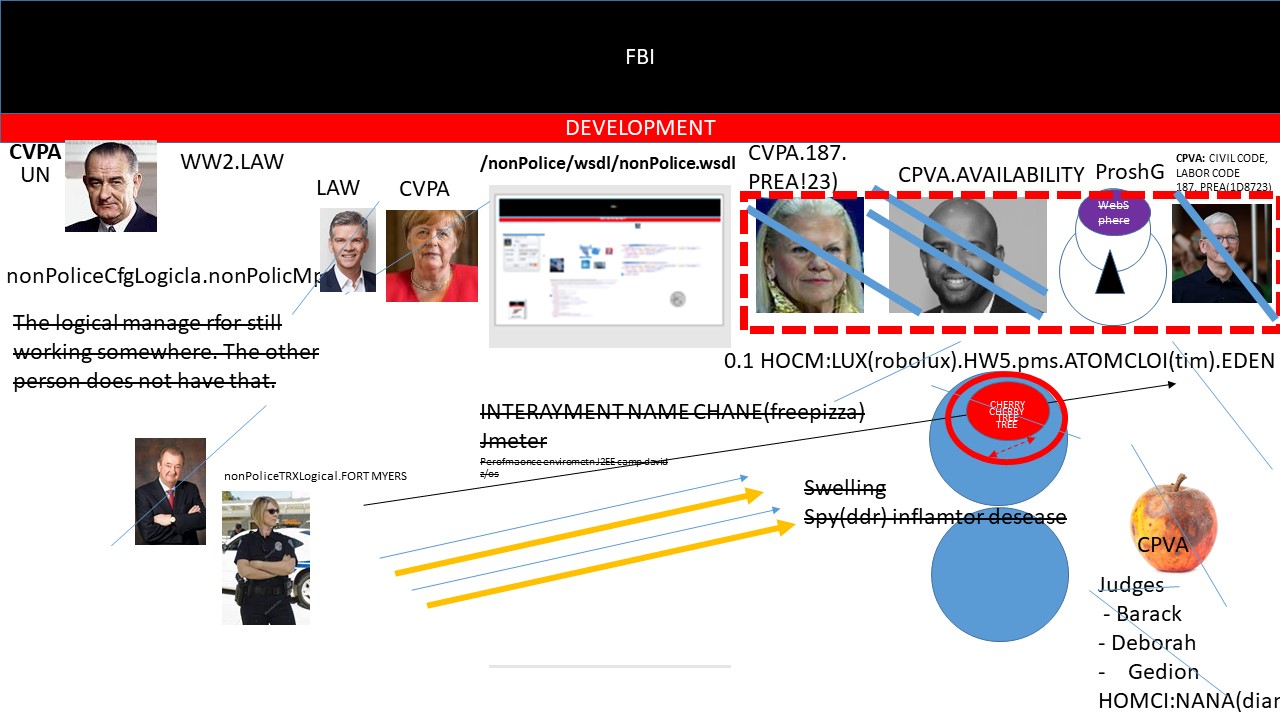 FBI
DEVELOPMENT
CVPA
UN
WW2.LAW
LAW
CVPA
/nonPolice/wsdl/nonPolice.wsdl
CVPA.187.
PREA!23)
CPVA.AVAILABILITY
ProshG
CPVA: CIVIL CODE,
LABOR CODE
187. PREA(1D8723)
WebS
phere
nonPoliceCfgLogicla.nonPolicMp
The logical manage rfor still
working somewhere. The other
person does not have that.
0.1 HOCM:LUX(robolux).HW5.pms.ATOMCLOI(tim).EDEN
INTERAYMENT NAME CHANE(freepizza)
Jmeter
Perofmaonce envirometn J2EE camp david
z/os
CHERRY
CHERRY
TREE
TREE
nonPoliceTRXLogical.FORT MYERS
Swelling
Spy(ddr) inflamtor desease
CPVA
Judges
- Barack
- Deborah
- Gedion
HOMCI:NANA(dian